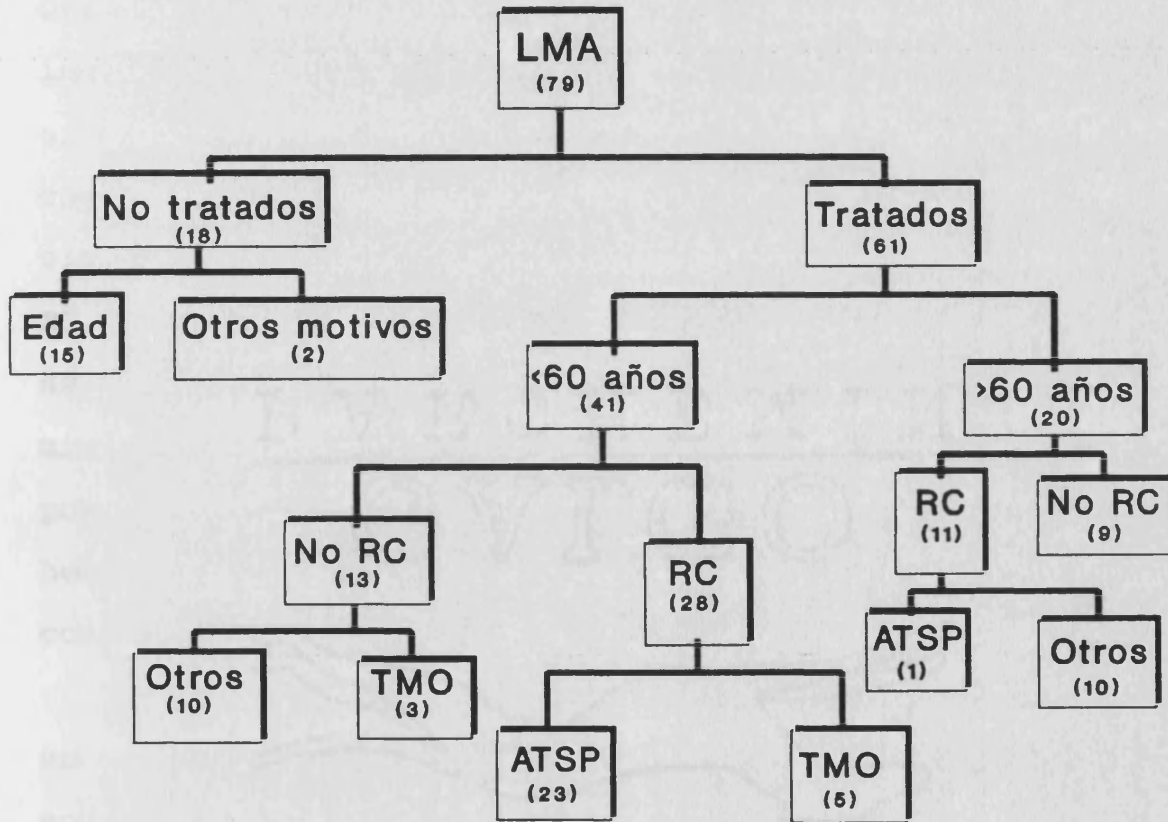 LMA
(79)
No tratados
(18)
Tratados
(61)
Edad
(15)
Otros motivos
(2)
<60 años
(41)
>60 años
(20)
No RC
(13)
RC
(28)
RC
(11)
No RC
(9)
Otros
(10)
TMO
(3)
ATSP
(23)
TMO
(5)
ATSP
(1)
Otros
(10)